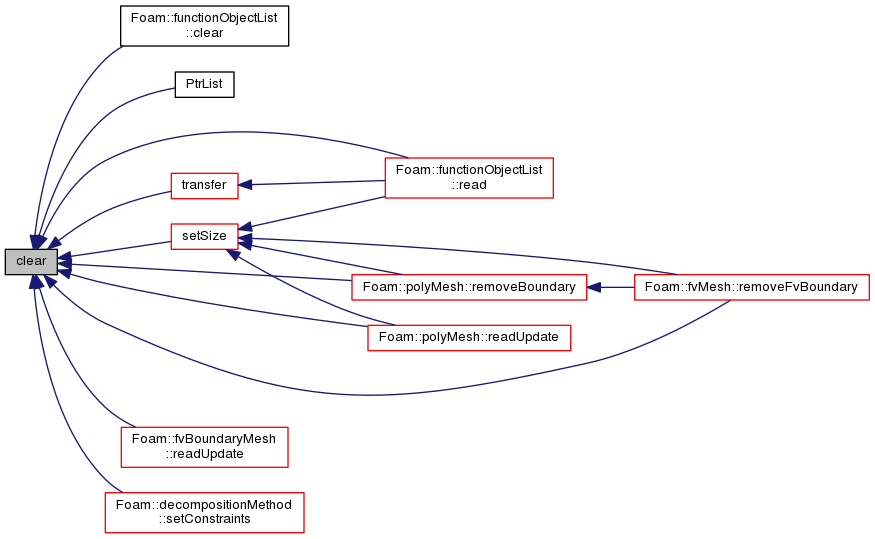 Foam::functionObjectList
::clear
PtrList
Foam::functionObjectList
::read
transfer
setSize
clear
Foam::polyMesh::removeBoundary
Foam::fvMesh::removeFvBoundary
Foam::polyMesh::readUpdate
Foam::fvBoundaryMesh
::readUpdate
Foam::decompositionMethod
::setConstraints